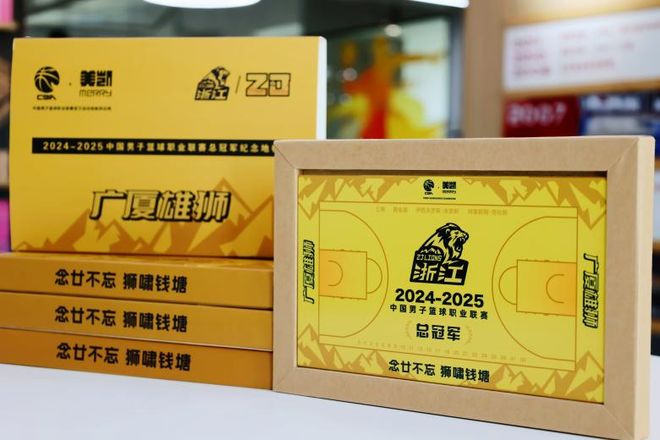 CBA
美凯
MERRY
浙江
20
2024-2025中国男子篮球职业联赛总冠军纪念地
广厦雄狮
念廿不忘 狮啸钱塘
念廿不忘 狮啸钱塘
念廿不忘 狮啸钱塘
CBA
美凯
MERRY
ZJLIONS
浙江
2024-2025
中国男子篮球职业联赛
总冠军
念廿不忘 狮啸钱塘
广厦雄狮
广厦雄狮
2007